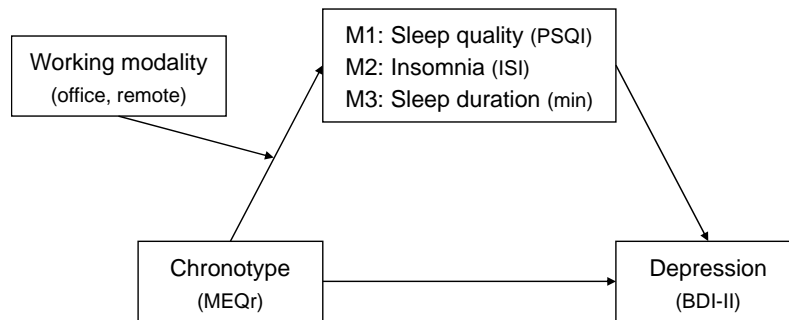 M1: Sleep quality (PSQI)
M2: Insomnia (ISI)
M3: Sleep duration (min)
Working modality
(office, remote)
Chronotype
(MEQr)
Depression
(BDI-II)